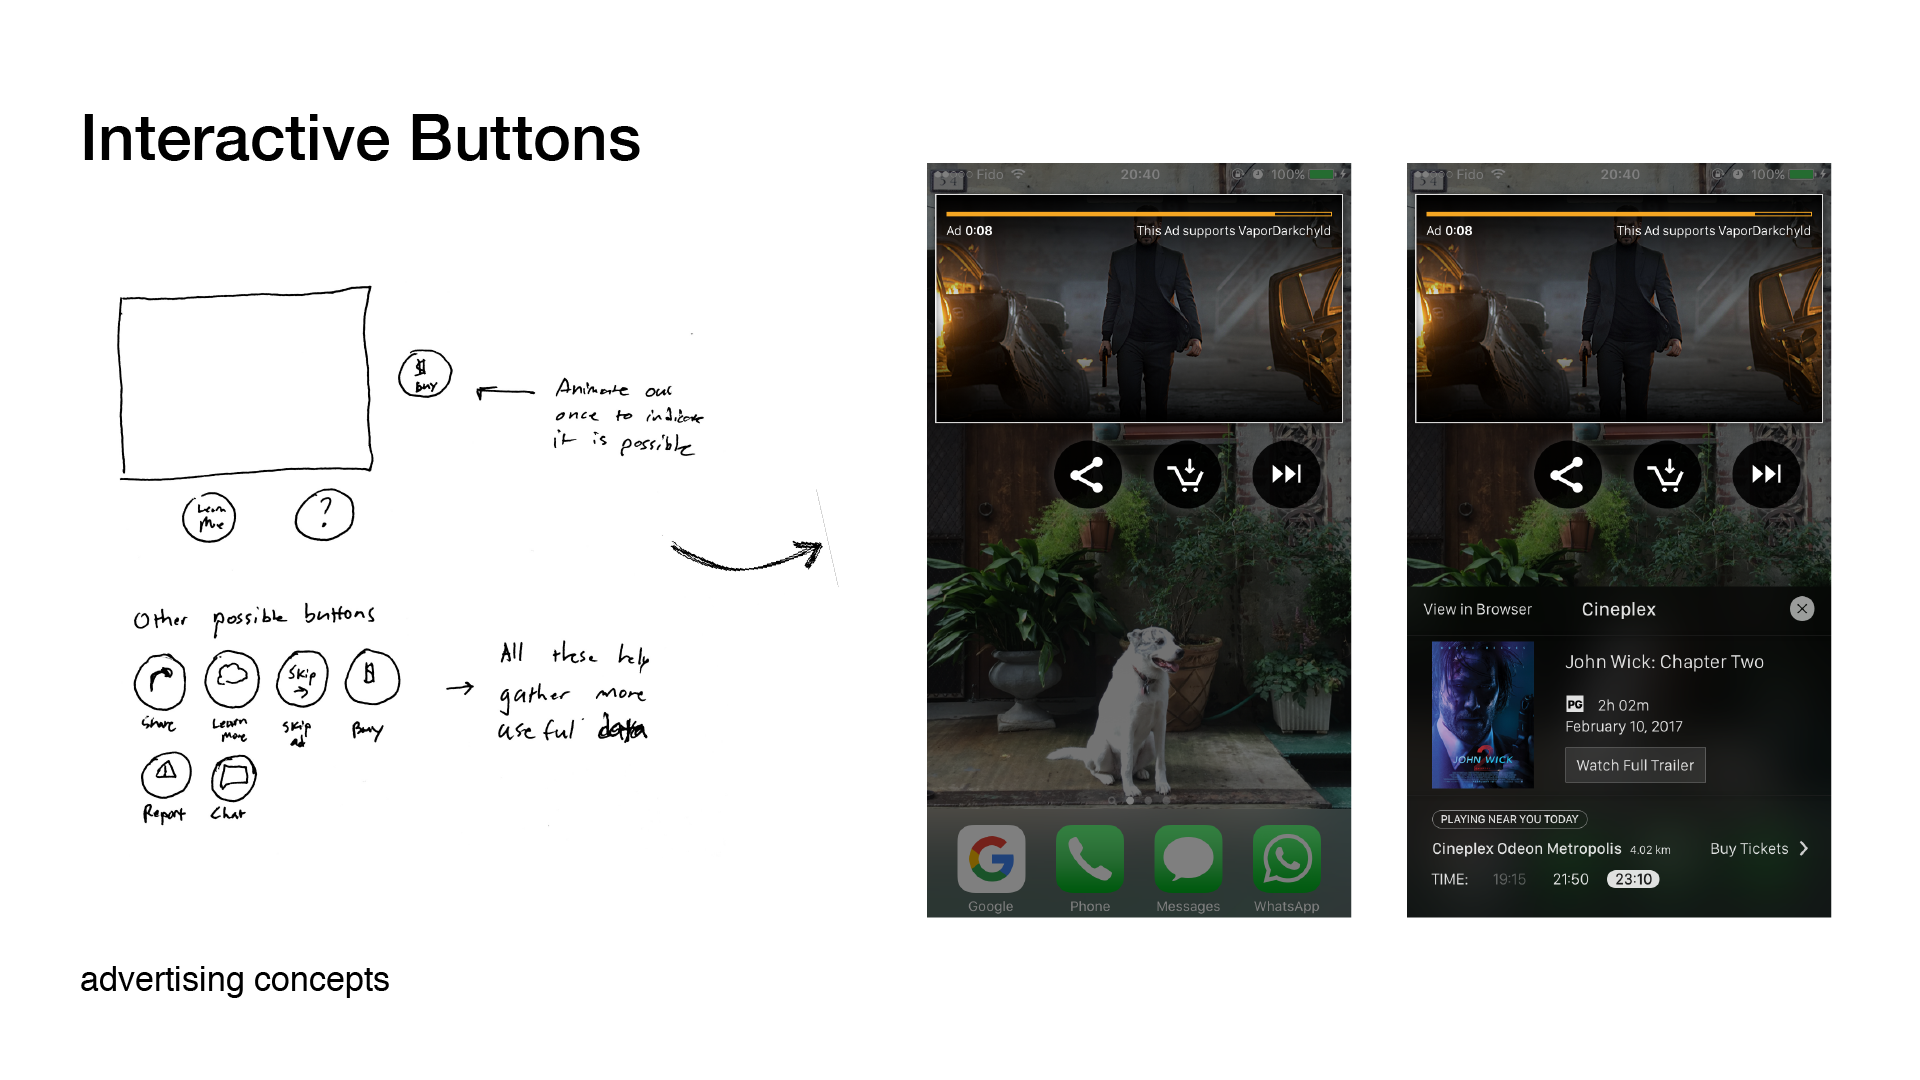 Interactive Buttons
$
Buy
Animate out
once to indicate
it is possible
Learn
More
?
Other possible buttons
Skip
Share
Learn
more
Skip
ad
Buy
Report
Chat
All these help
gather more
useful data
advertising concepts
Fido 20:40 100%
Ad 0:08 This Ad supports VaporDarkchyld
Google Phone Messages WhatsApp
Fido 20:40 100%
Ad 0:08 This Ad supports VaporDarkchyld
View in Browser Cineplex
John Wick: Chapter Two
PG 2h 02m
February 10, 2017
JOHN WICK
2
Watch Full Trailer
PLAYING NEAR YOU TODAY
Cineplex Odeon Metropolis 4.02 km Buy Tickets
TIME: 19:15 21:50 23:10